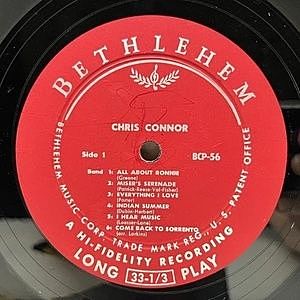 BETHLEHEM
CHRIS CONNOR
Side 1
BCP-56
Band 1: ALL ABOUT RONNIE
(Greene)
2: MISER'S SERENADE
(Patrick-Reese-Val-Fisher)
3: EVERYTHING I LOVE
(Porter)
4: INDIAN SUMMER
(Dubin-Herbert)
5: I HEAR MUSIC
(Loesser-Lane)
6: COME BACK TO SORRENTO
(arr. Larkins)
BETHLEHEM MUSIC CORP. TRADE MARK REG., U.S. PATENT OFFICE
A HI-FIDELITY RECORDING
LONG 33-1/3 PLAY